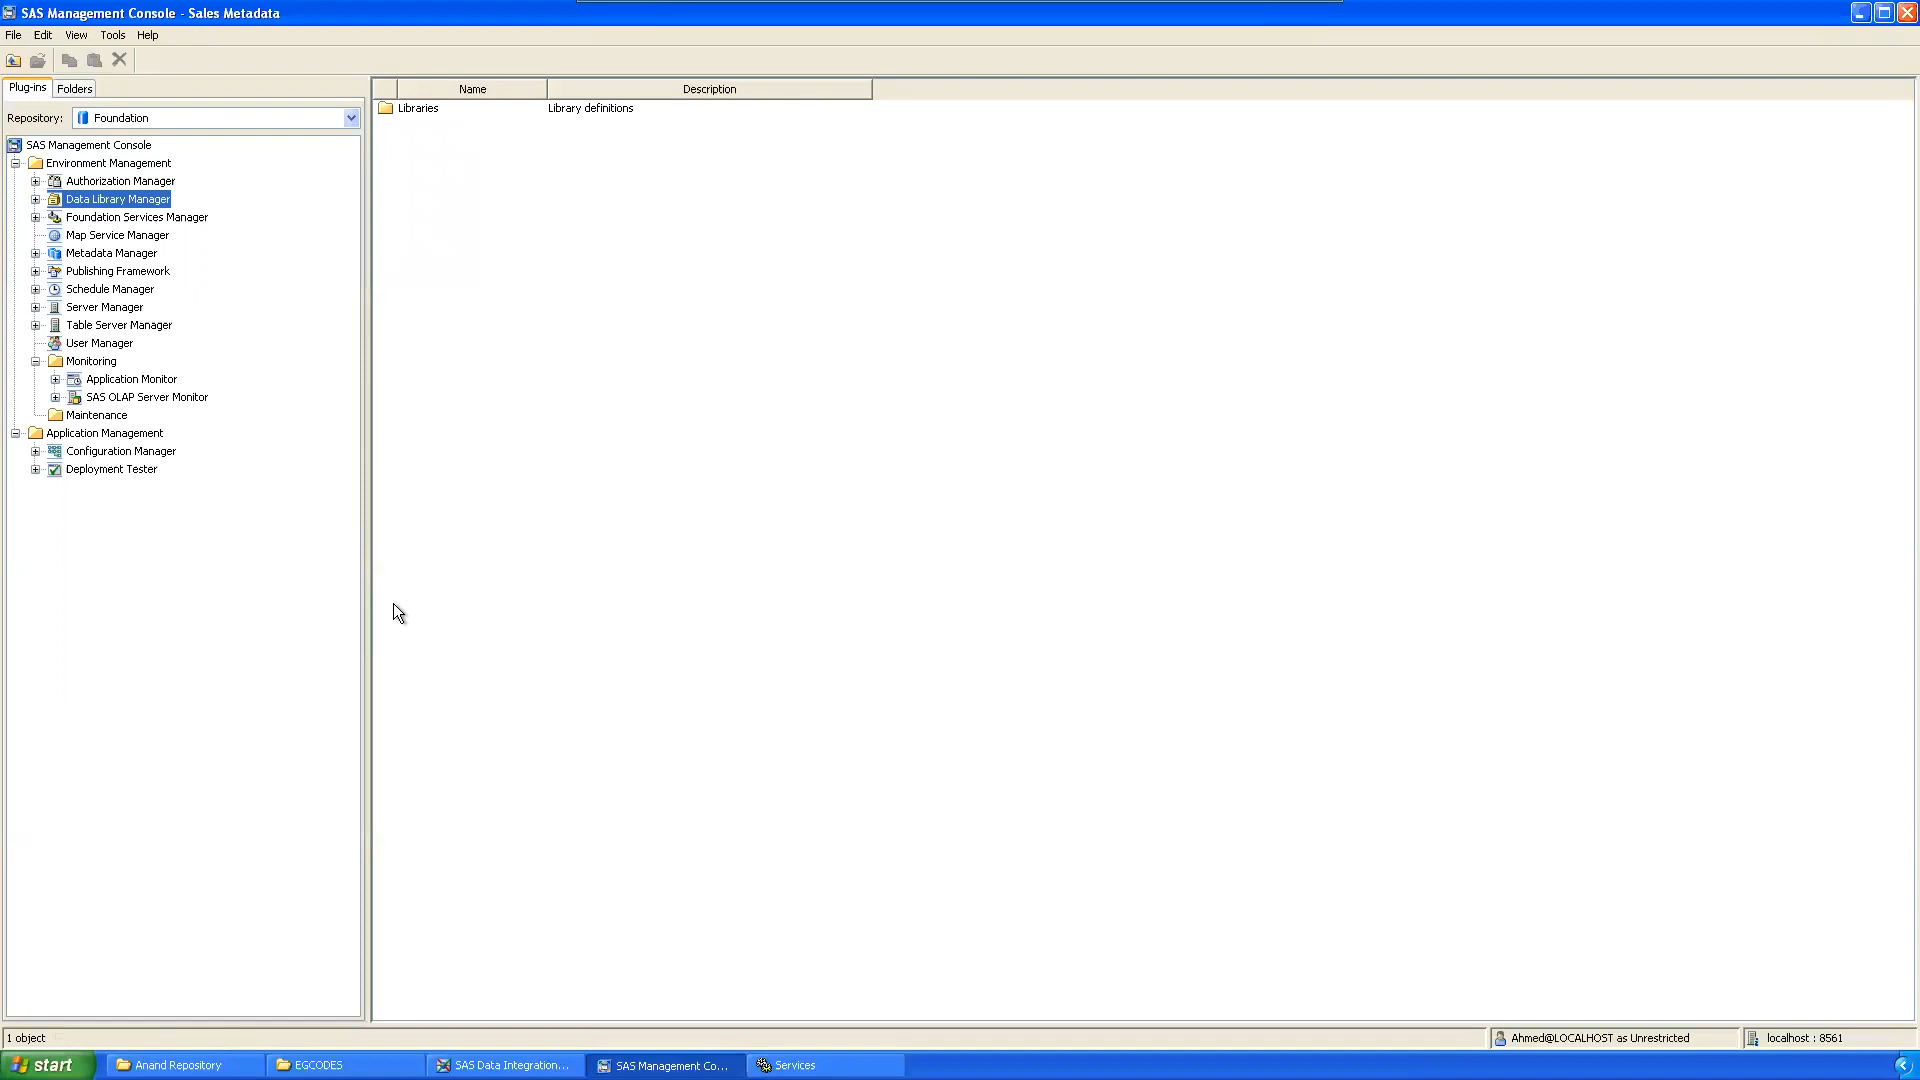 SAS Management Console - Sales Metadata
File Edit View Tools Help
Plug-ins Folders
Repository: Foundation
SAS Management Console
Environment Management
Authorization Manager
Data Library Manager
Foundation Services Manager
Map Service Manager
Metadata Manager
Publishing Framework
Schedule Manager
Server Manager
Table Server Manager
User Manager
Monitoring
Application Monitor
SAS OLAP Server Monitor
Maintenance
Application Management
Configuration Manager
Deployment Tester
Name Description
Libraries Library definitions
1 object Ahmed@LOCALHOST as Unrestricted localhost : 8561
start Anand Repository EGCODES SAS Data Integration... SAS Management Co... Services